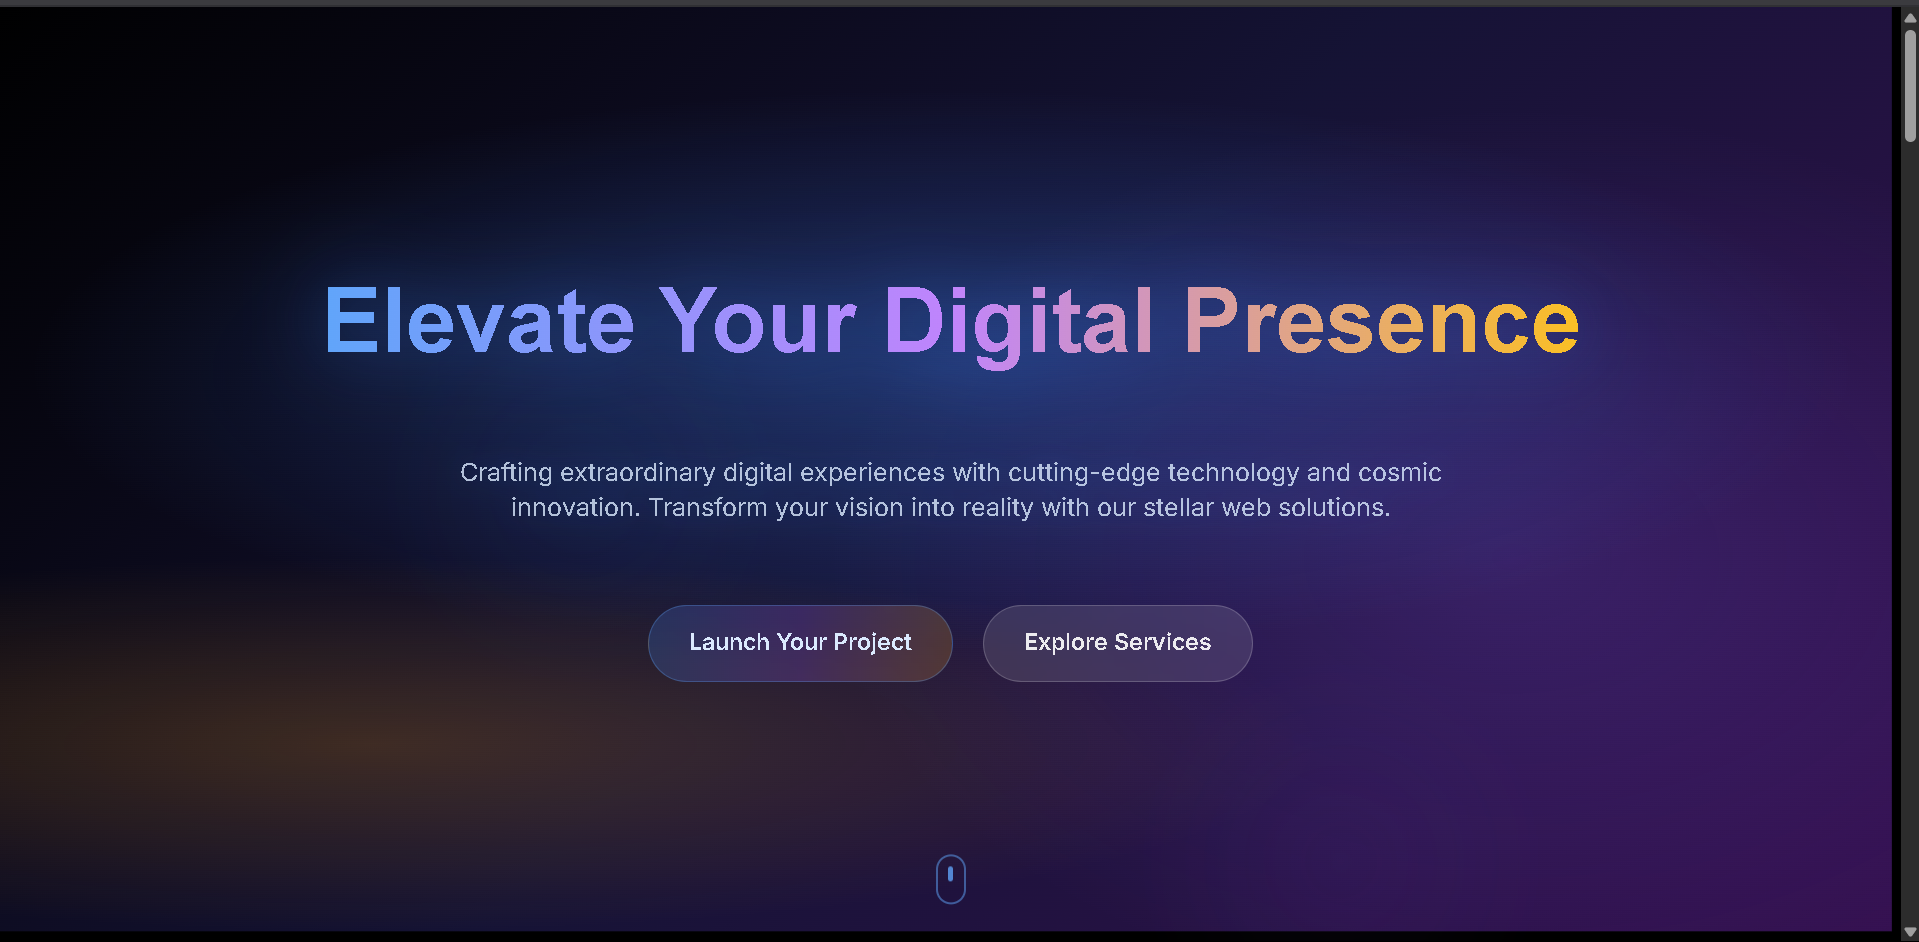 Elevate Your Digital Presence
Crafting extraordinary digital experiences with cutting-edge technology and cosmic
innovation. Transform your vision into reality with our stellar web solutions.
Launch Your Project
Explore Services